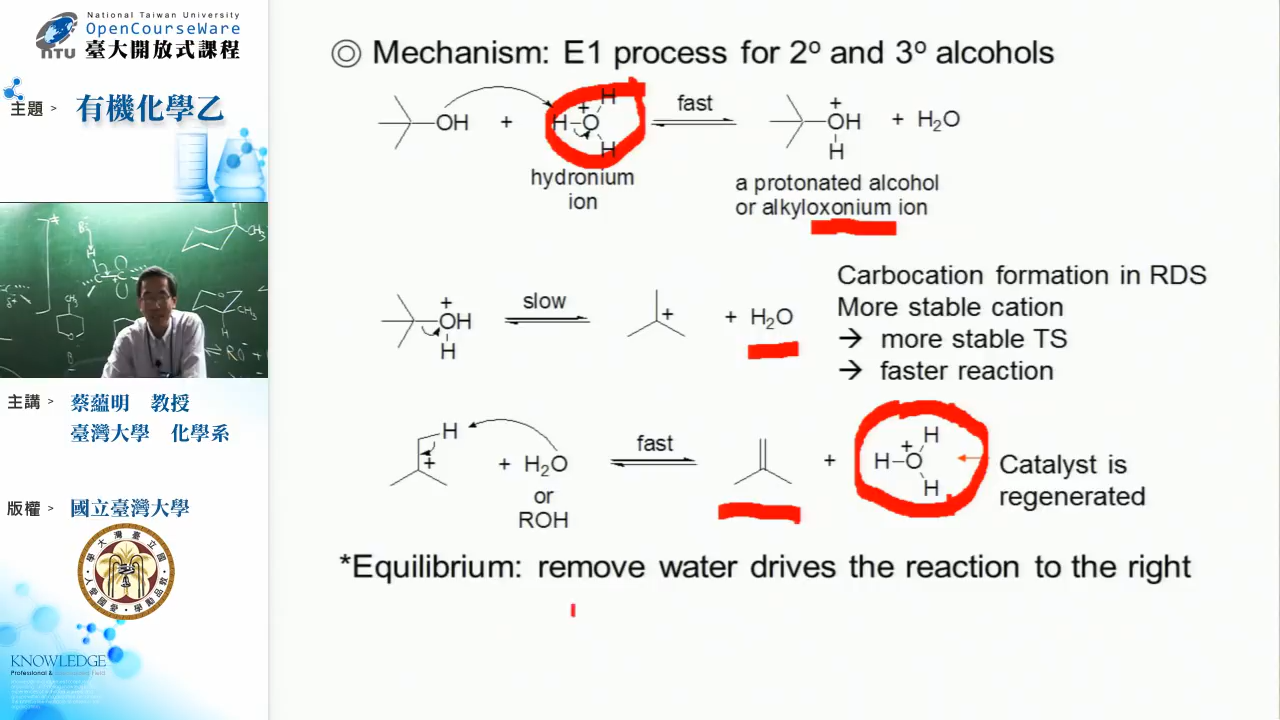 National Taiwan University
OpenCourseWare
NTU 臺大開放式課程
主題 > 有機化學乙
主講 > 蔡蘊明 教授
臺灣大學 化學系
版權 > 國立臺灣大學
KNOWLEDGE
◎ Mechanism: E1 process for 2º and 3º alcohols
OH + H-O+ H H fast +OH H + H2O
hydronium
ion
a protonated alcohol
or alkyloxonium ion
+OH H slow + + H2O
Carbocation formation in RDS
More stable cation
→ more stable TS
→ faster reaction
H + + H2O fast + H-O+ H H
or
ROH
Catalyst is
regenerated
*Equilibrium: remove water drives the reaction to the right